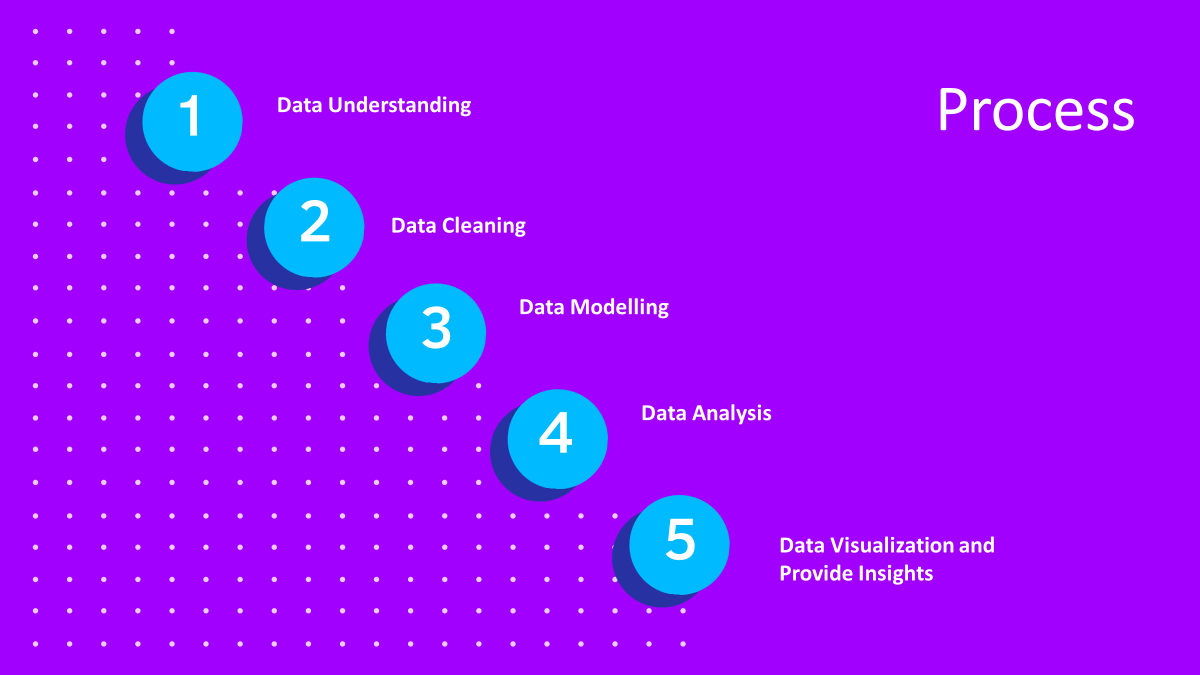 Process
1
Data Understanding
2
Data Cleaning
3
Data Modelling
4
Data Analysis
5
Data Visualization and
Provide Insights